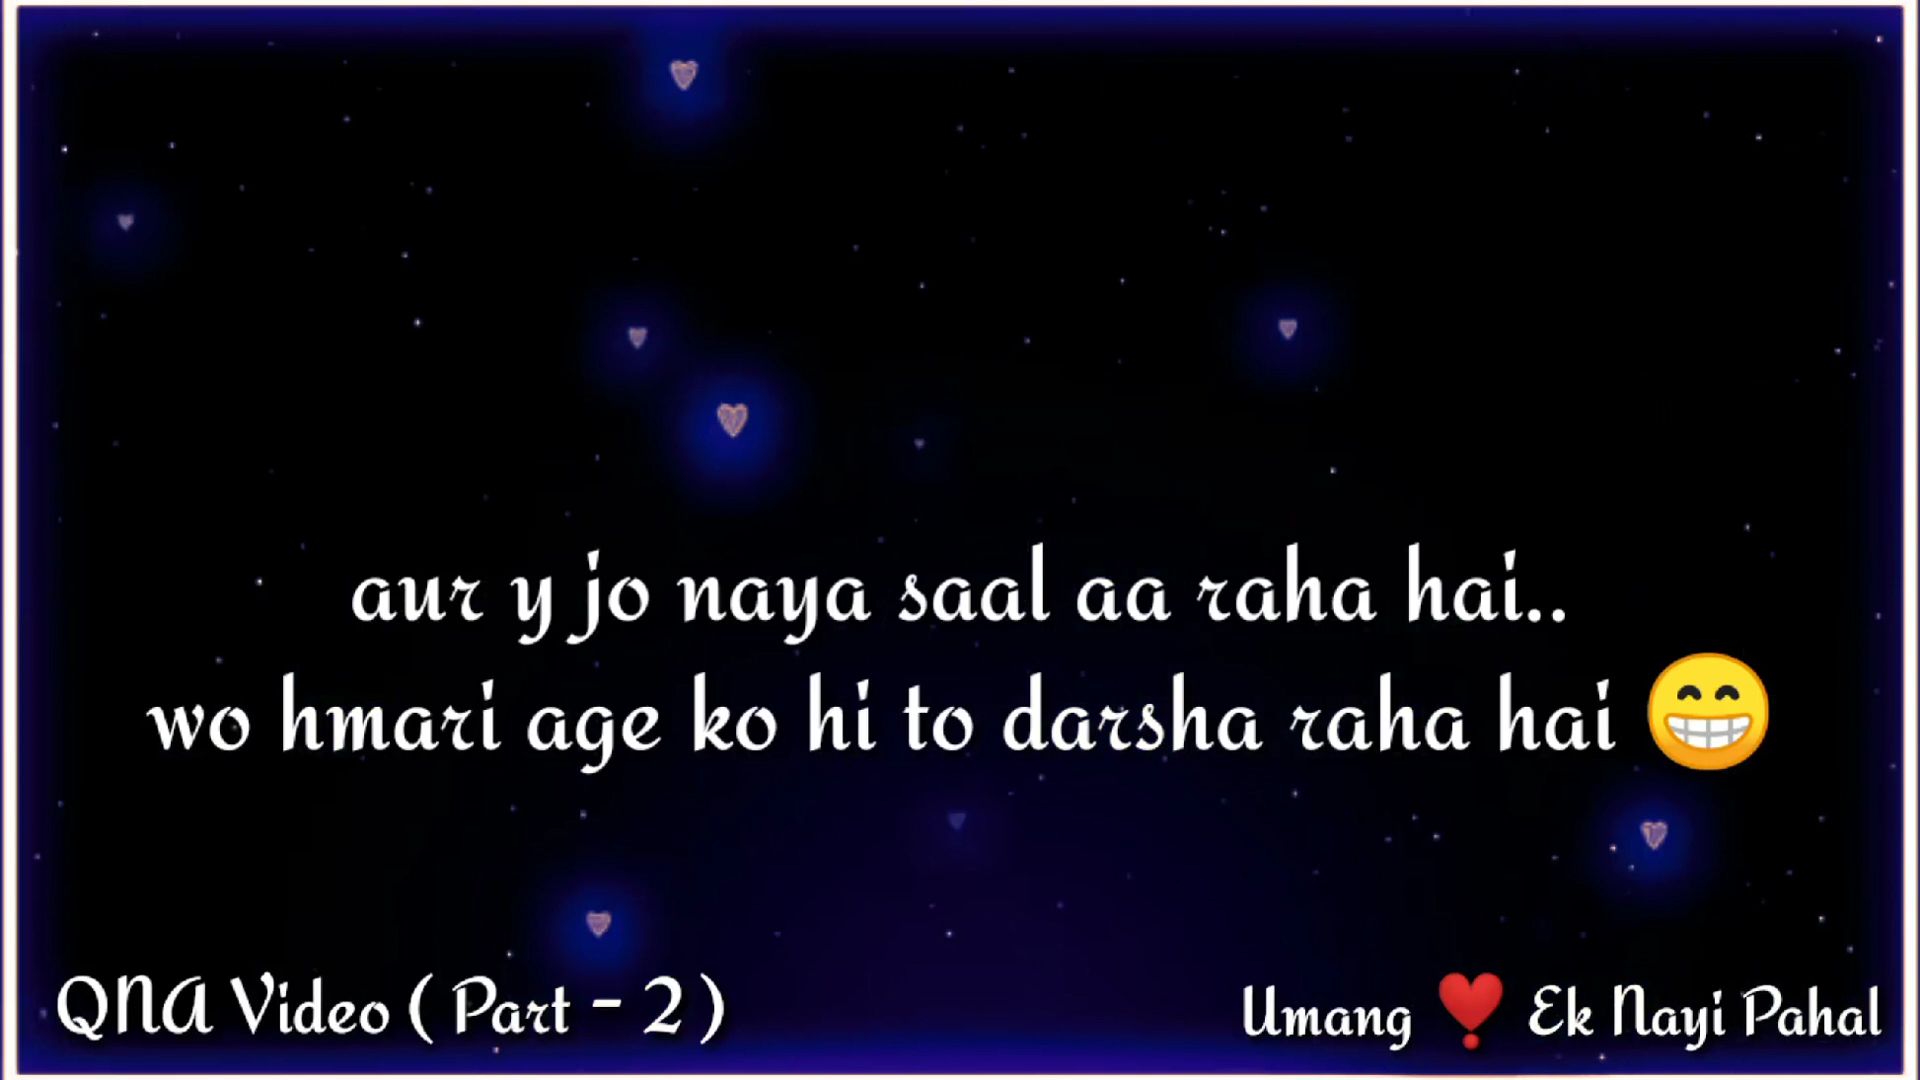 aur y jo naya saal aa raha hai..
wo hmari age ko hi to darsha raha hai 😁
QNA Video ( Part - 2 )
Umang ❣️ Ek Nayi Pahal